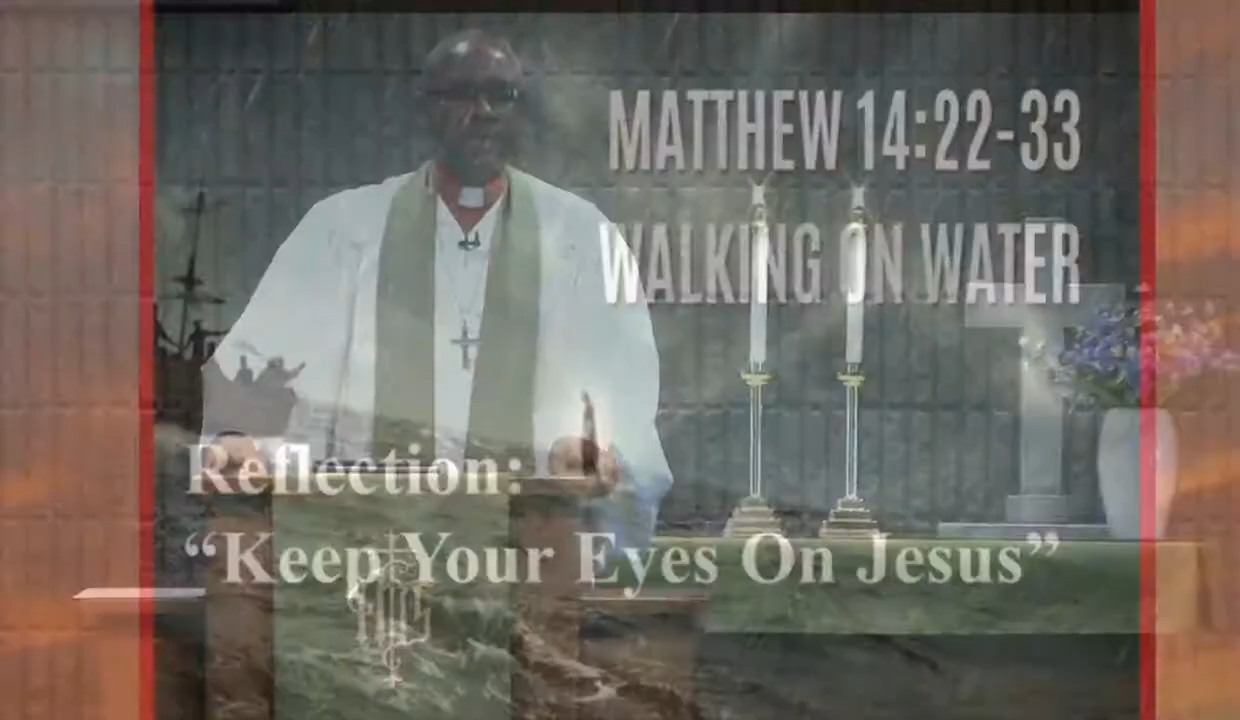 MATTHEW 14:22-33
WALKING ON WATER
Reflection:
“Keep Your Eyes On Jesus”